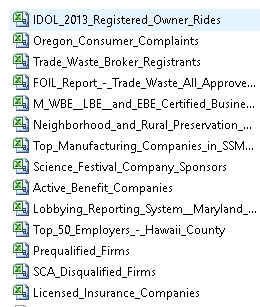 IDOL_2013_Registered_Owner_Rides
Oregon_Consumer_Complaints
Trade_Waste_Broker_Registrants
FOIL_Report_-_Trade_Waste_All_Approve...
M_WBE__LBE__and_EBE_Certified_Busine...
Neighborhood_and_Rural_Preservation_...
Top_Manufacturing_Companies_in_SSM...
Science_Festival_Company_Sponsors
Active_Benefit_Companies
Lobbying_Reporting_System__Maryland_...
Top_50_Employers_-_Hawaii_County
Prequalified_Firms
SCA_Disqualified_Firms
Licensed_Insurance_Companies